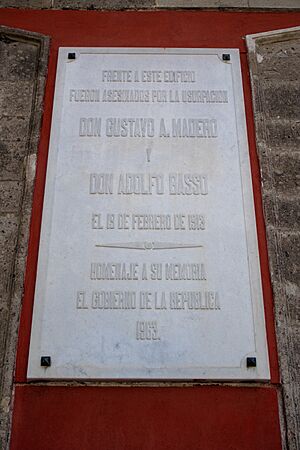 FRENTE A ESTE EDIFICIO
FUERON ASESINADOS POR LA USURPACION
DON GUSTAVO A. MADERO
Y
DON ADOLFO BASSO
EL 19 DE FEBRERO DE 1913
HOMENAJE A SU MEMORIA
EL GOBIERNO DE LA REPUBLICA
1963.